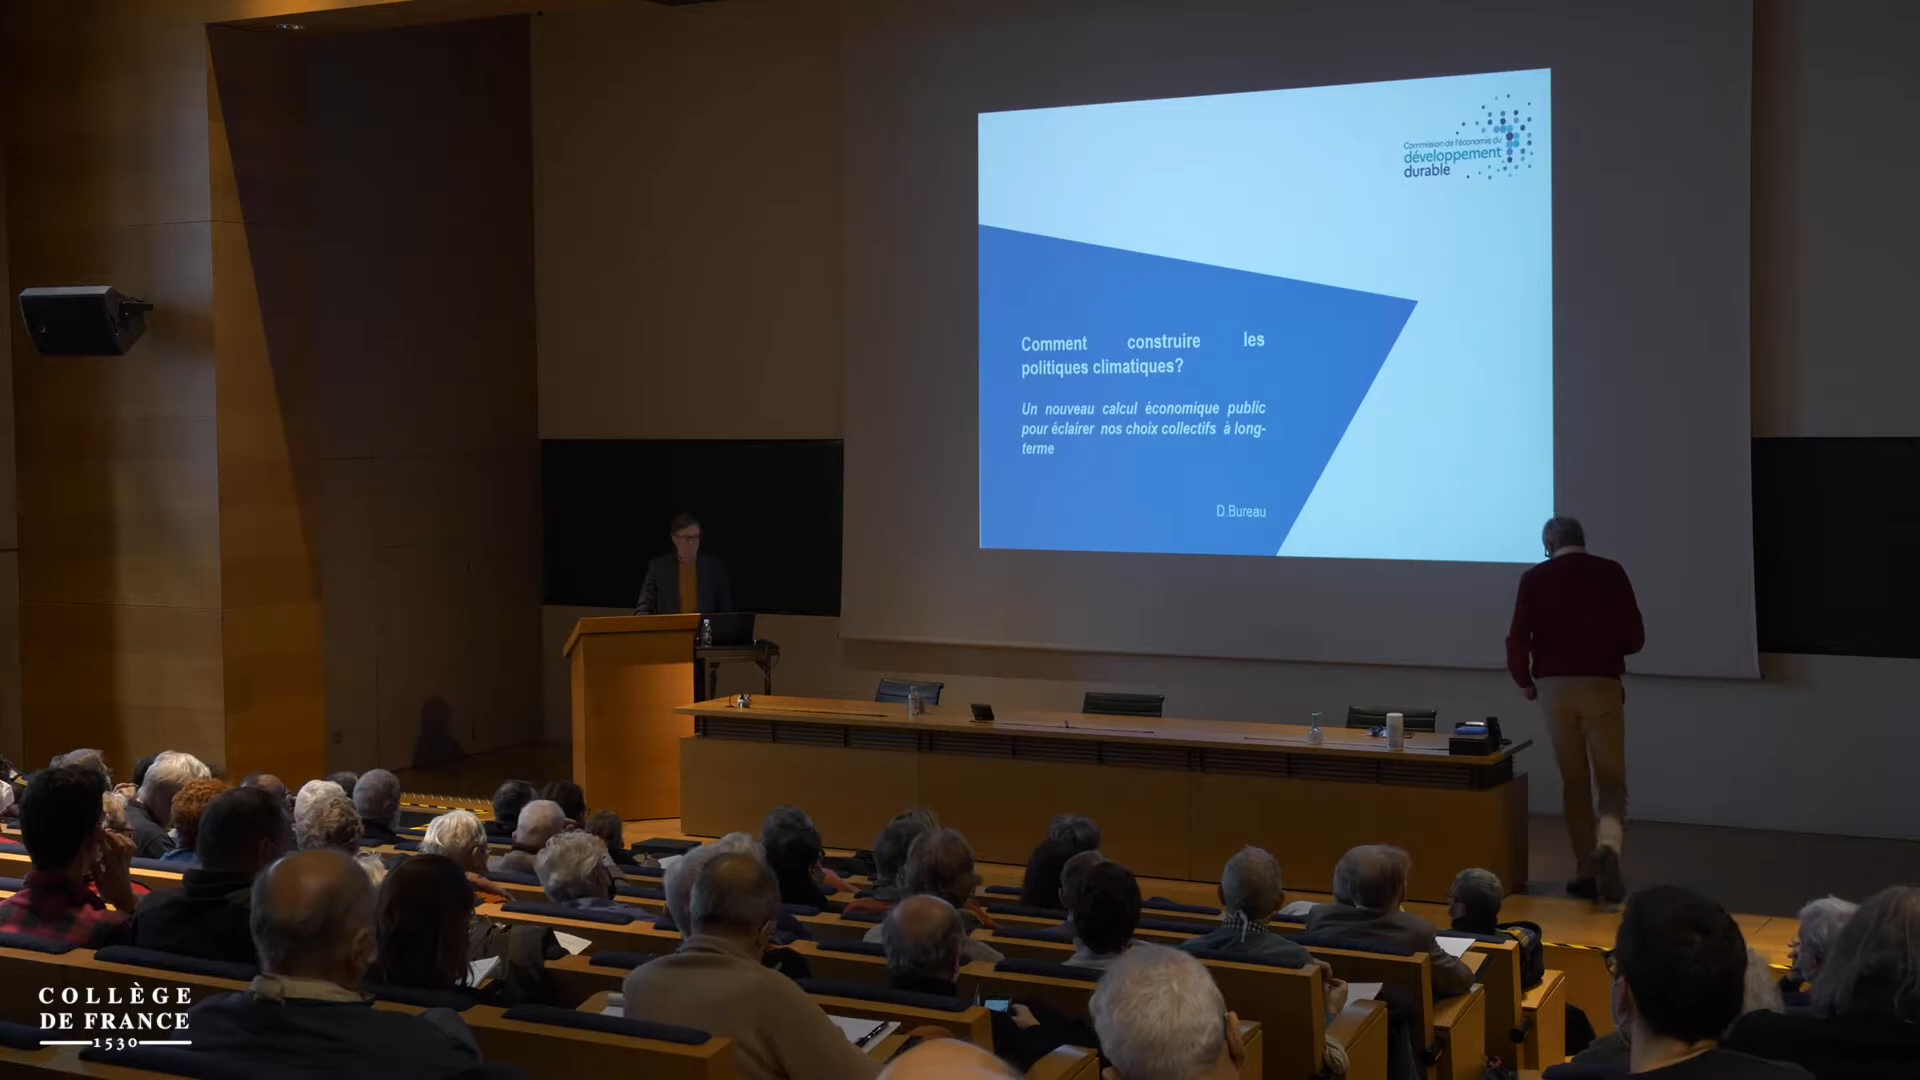 Commission de l'économie du
développement
durable
Comment construire les
politiques climatiques?
Un nouveau calcul économique public
pour éclairer nos choix collectifs à long-
terme
D.Bureau
COLLÈGE
DE FRANCE
1530